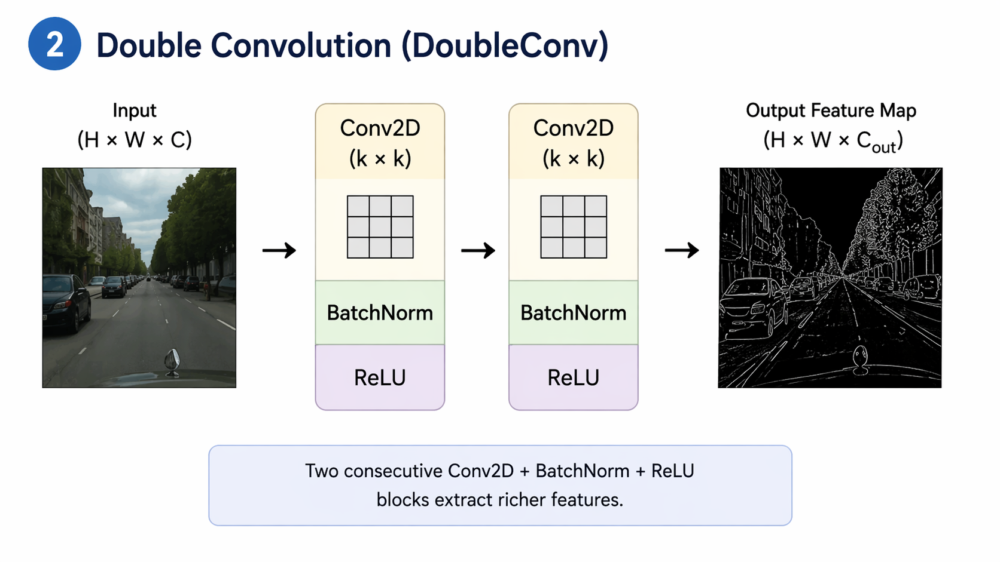 2
Double Convolution (DoubleConv)
Input
(H × W × C)
Conv2D
(k × k)
BatchNorm
ReLU
Conv2D
(k × k)
BatchNorm
ReLU
Output Feature Map
(H × W × Cout)
Two consecutive Conv2D + BatchNorm + ReLU
blocks extract richer features.